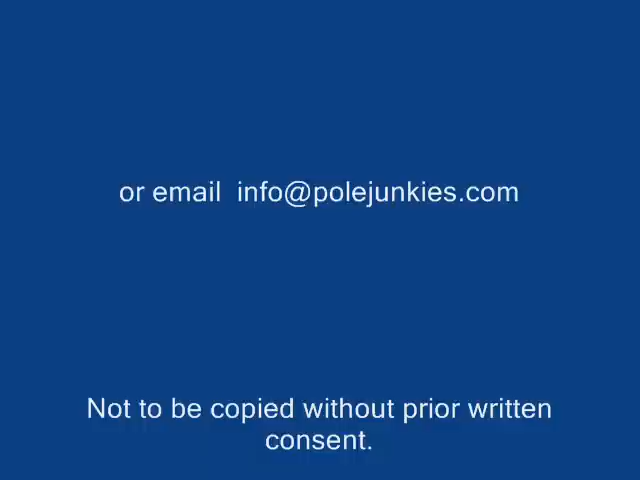 or email  info@polejunkies.com
Not to be copied without prior written
consent.